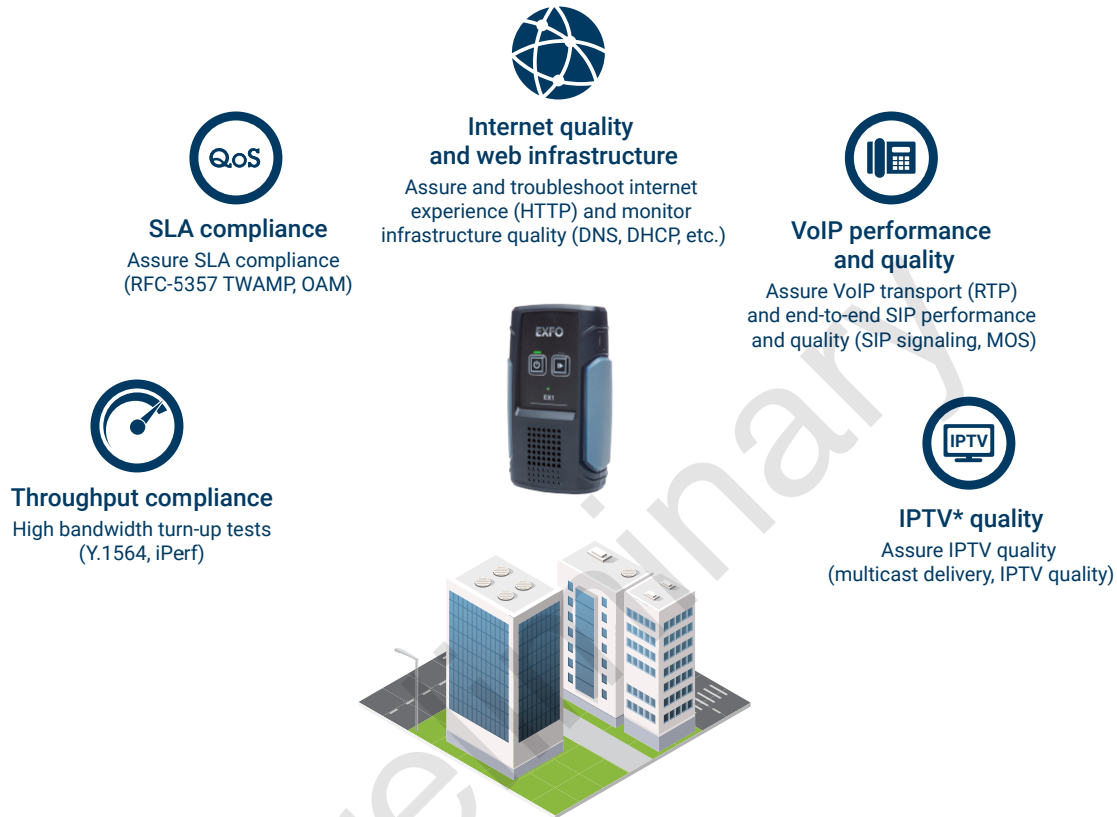 Internet quality
and web infrastructure
Assure and troubleshoot internet
experience (HTTP) and monitor
infrastructure quality (DNS, DHCP, etc.)
QoS
SLA compliance
Assure SLA compliance
(RFC-5357 TWAMP, OAM)
VoIP performance
and quality
Assure VoIP transport (RTP)
and end-to-end SIP performance
and quality (SIP signaling, MOS)
EXFO
EX1
Throughput compliance
High bandwidth turn-up tests
(Y.1564, iPerf)
IPTV
IPTV* quality
Assure IPTV quality
(multicast delivery, IPTV quality)
reliminary